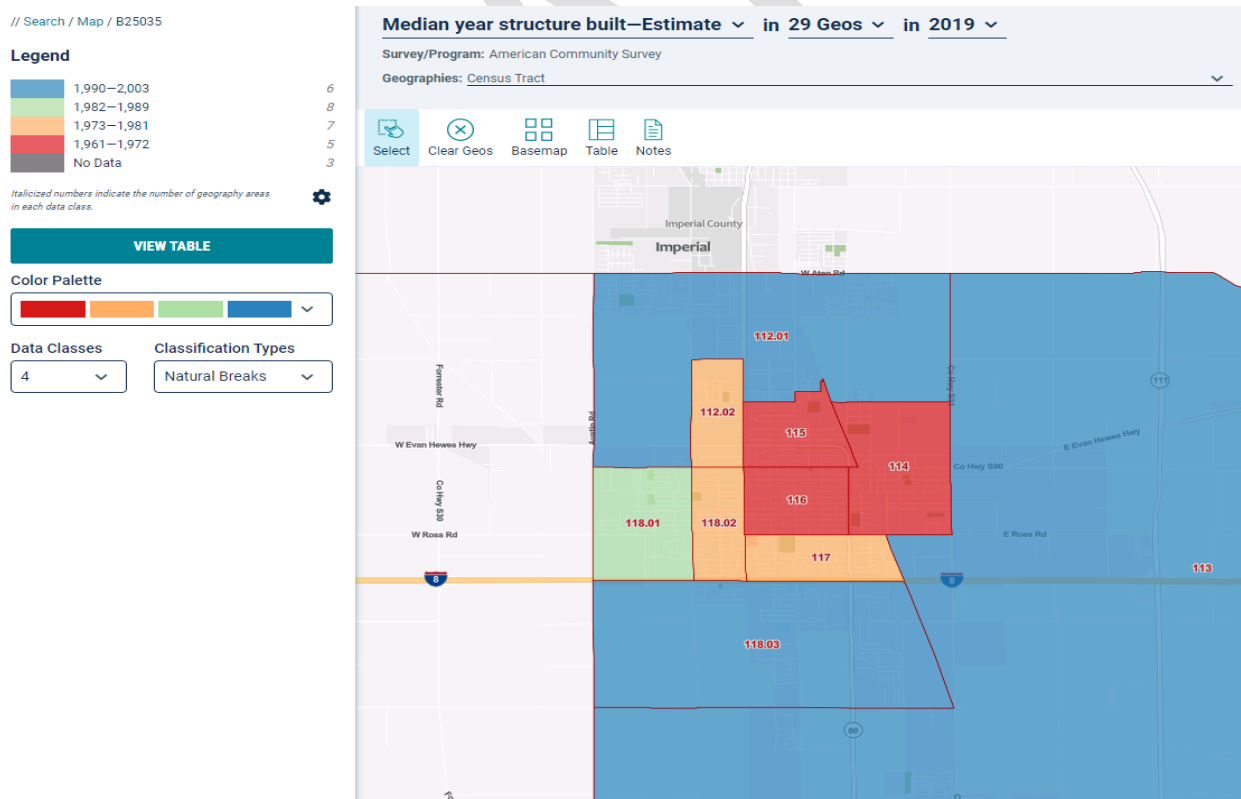 // Search / Map / B25035
Legend
1,990—2,003 6
1,982—1,989 8
1,973—1,981 7
1,961—1,972 5
No Data 3
Italicized numbers indicate the number of geography areas
in each data class.
VIEW TABLE
Color Palette
Data Classes
4
Classification Types
Natural Breaks
Median year structure built—Estimate in 29 Geos in 2019
Survey/Program: American Community Survey
Geographies: Census Tract
Select
Clear Geos
Basemap
Table
Notes
Imperial County
Imperial
W Aten Rd
112.01
Forrester Rd
Co Hwy S31
111
112.02
Austin Rd
115
W Evan Hewes Hwy
E Evan Hewes Hwy
114
Co Hwy S80
Co Hwy S30
116
118.01
118.02
W Ross Rd
E Ross Rd
117
113
8
8
118.03
86